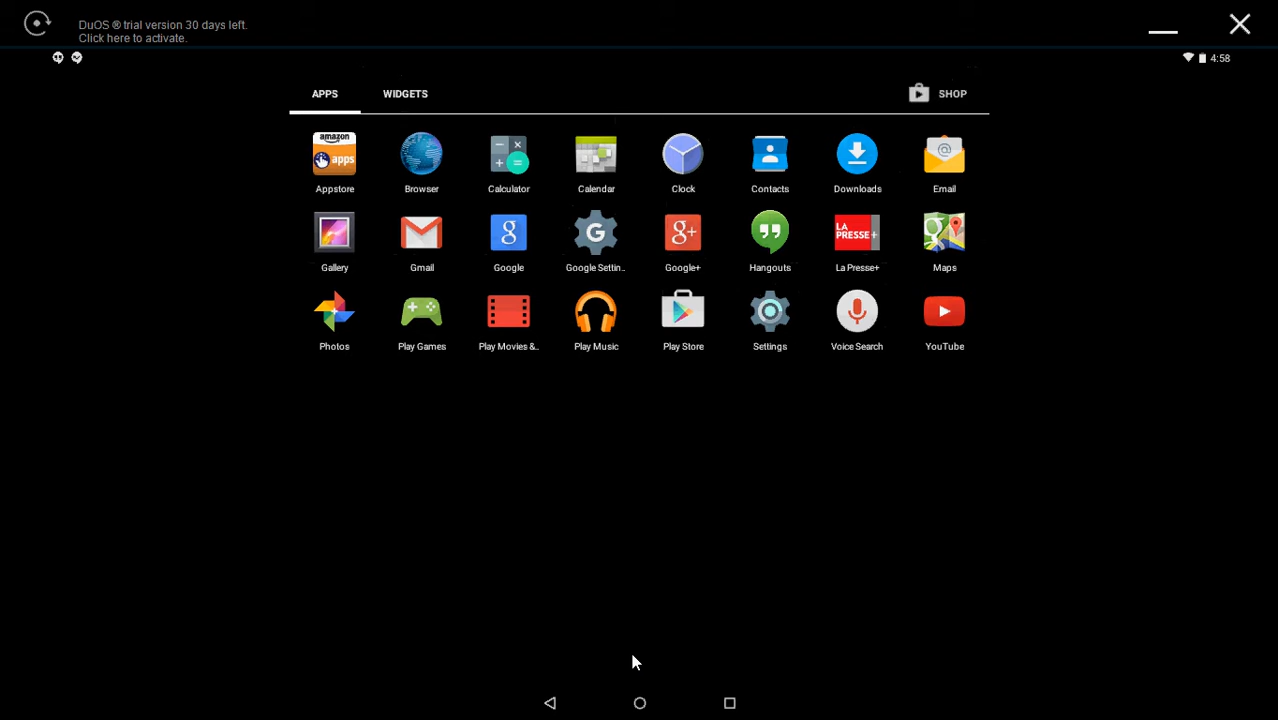 DuOS ® trial version 30 days left.
Click here to activate.
4:58
APPS WIDGETS SHOP
amazon
apps
Appstore Browser Calculator Calendar Clock Contacts Downloads Email
g G g+ LA
PRESSE+
Gallery Gmail Google Google Settin.. Google+ Hangouts La Presse+ Maps
Photos Play Games Play Movies &.. Play Music Play Store Settings Voice Search YouTube